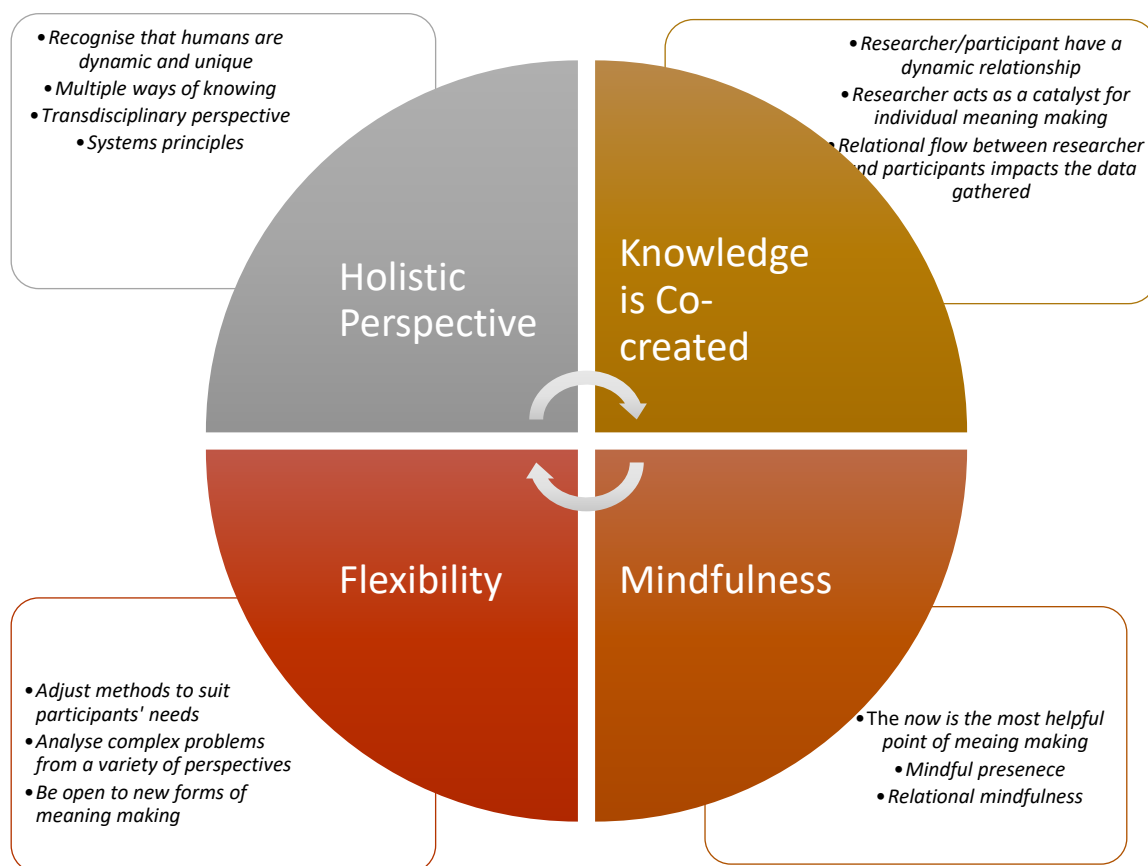 •Recognise that humans are
dynamic and unique
•Multiple ways of knowing
•Transdisciplinary perspective
•Systems principles
•Researcher/participant have a
dynamic relationship
•Researcher acts as a catalyst for
individual meaning making
•Relational flow between researcher
nd participants impacts the data
gathered
Holistic
Perspective
Knowledge
is Co-
created
Flexibility
Mindfulness
•Adjust methods to suit
participants' needs
•Analyse complex problems
from a variety of perspectives
•Be open to new forms of
meaning making
•The now is the most helpful
point of meaing making
•Mindful presenece
•Relational mindfulness